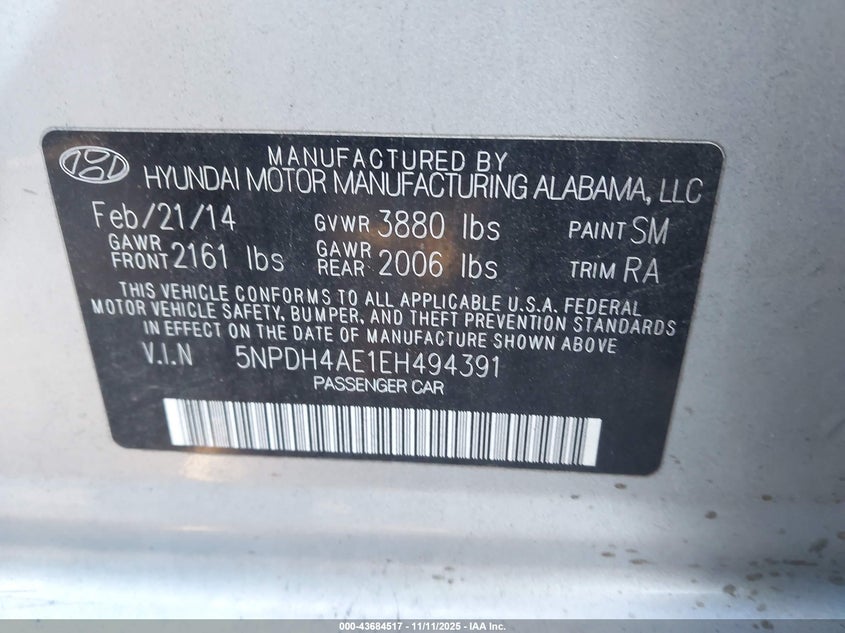 MANUFACTURED BY
HYUNDAI MOTOR MANUFACTURING ALABAMA, LLC
Feb/21/14 GVWR 3880 lbs PAINT SM
GAWR FRONT 2161 lbs GAWR REAR 2006 lbs TRIM RA
THIS VEHICLE CONFORMS TO ALL APPLICABLE U.S.A. FEDERAL
MOTOR VEHICLE SAFETY, BUMPER, AND THEFT PREVENTION STANDARDS
IN EFFECT ON THE DATE OF MANUFACTURE SHOWN ABOVE
V.I.N 5NPDH4AE1EH494391
PASSENGER CAR
000-43684517 - 11/11/2025 - IAA Inc.